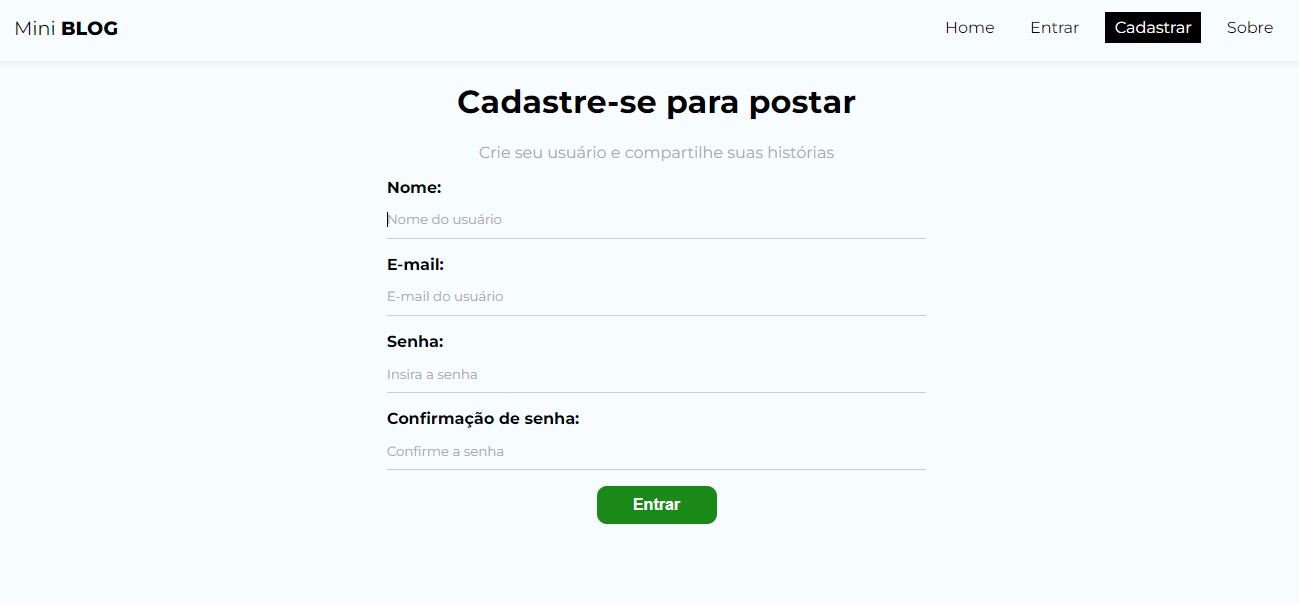 Mini BLOG
Home Entrar Cadastrar Sobre
Cadastre-se para postar
Crie seu usuário e compartilhe suas histórias
Nome:
Nome do usuário
E-mail:
E-mail do usuário
Senha:
Insira a senha
Confirmação de senha:
Confirme a senha
Entrar